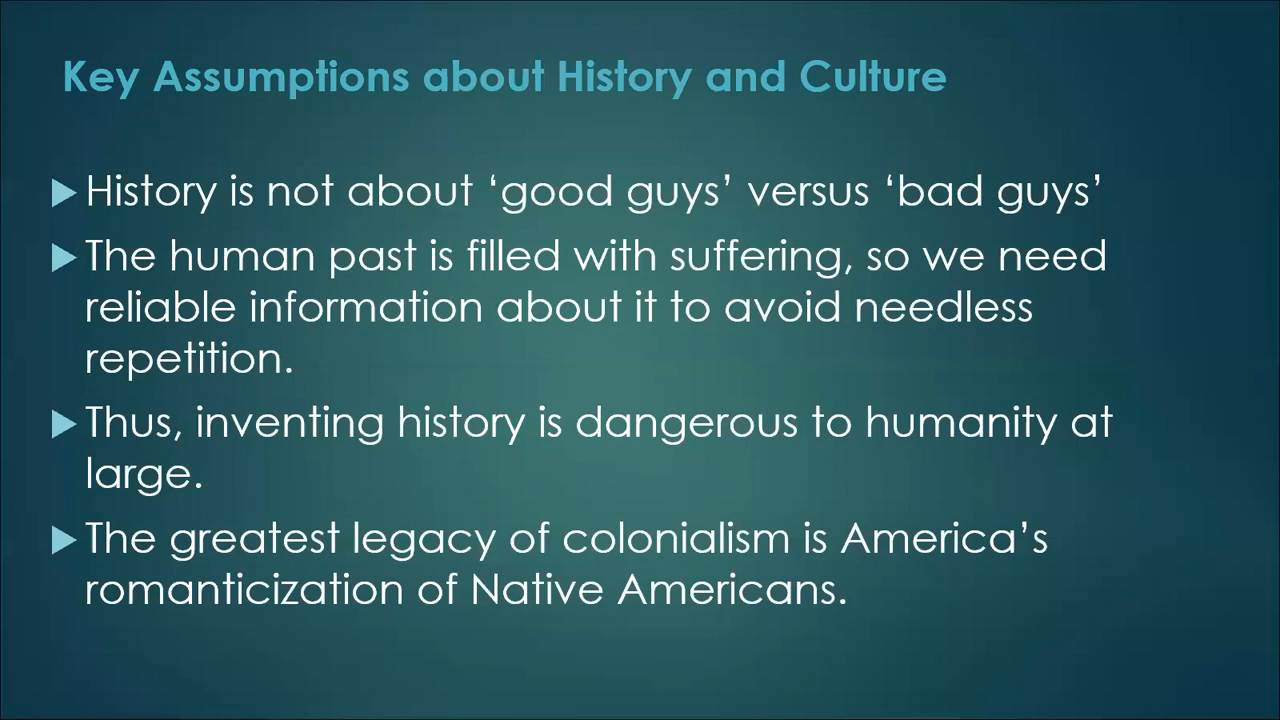 Key Assumptions about History and Culture
History is not about ‘good guys’ versus ‘bad guys’
The human past is filled with suffering, so we need
reliable information about it to avoid needless
repetition.
Thus, inventing history is dangerous to humanity at
large.
The greatest legacy of colonialism is America’s
romanticization of Native Americans.